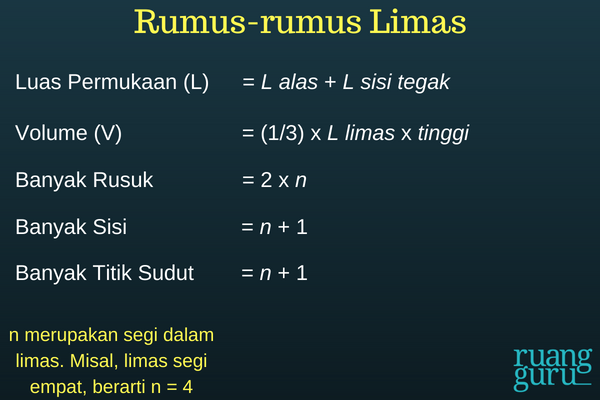 Rumus-rumus Limas
Luas Permukaan (L) = L alas + L sisi tegak
Volume (V) = (1/3) x L limas x tinggi
Banyak Rusuk = 2 x n
Banyak Sisi = n + 1
Banyak Titik Sudut = n + 1
n merupakan segi dalam
limas. Misal, limas segi
empat, berarti n = 4
ruang
guru